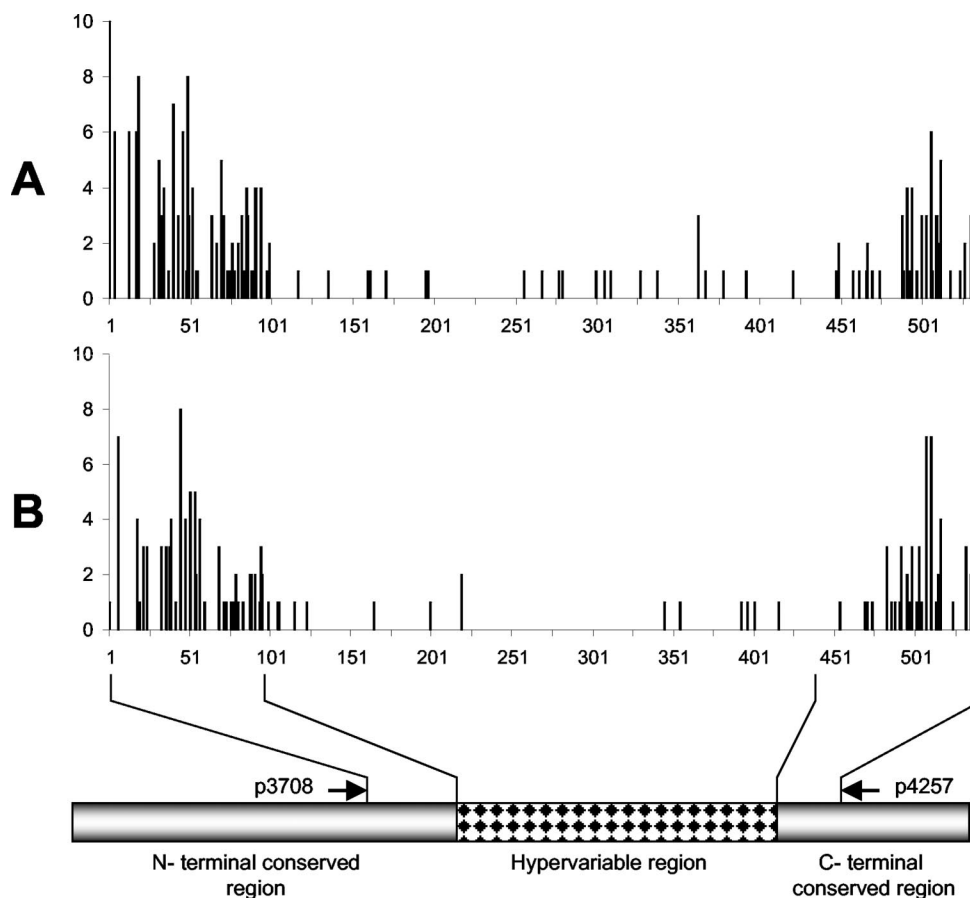 10
8
6
4
2
0
A
1 51 101 151 201 251 301 351 401 451 501
10
8
6
4
2
0
B
1 51 101 151 201 251 301 351 401 451 501
p3708 p4257
N- terminal conserved region
Hypervariable region
C- terminal conserved region